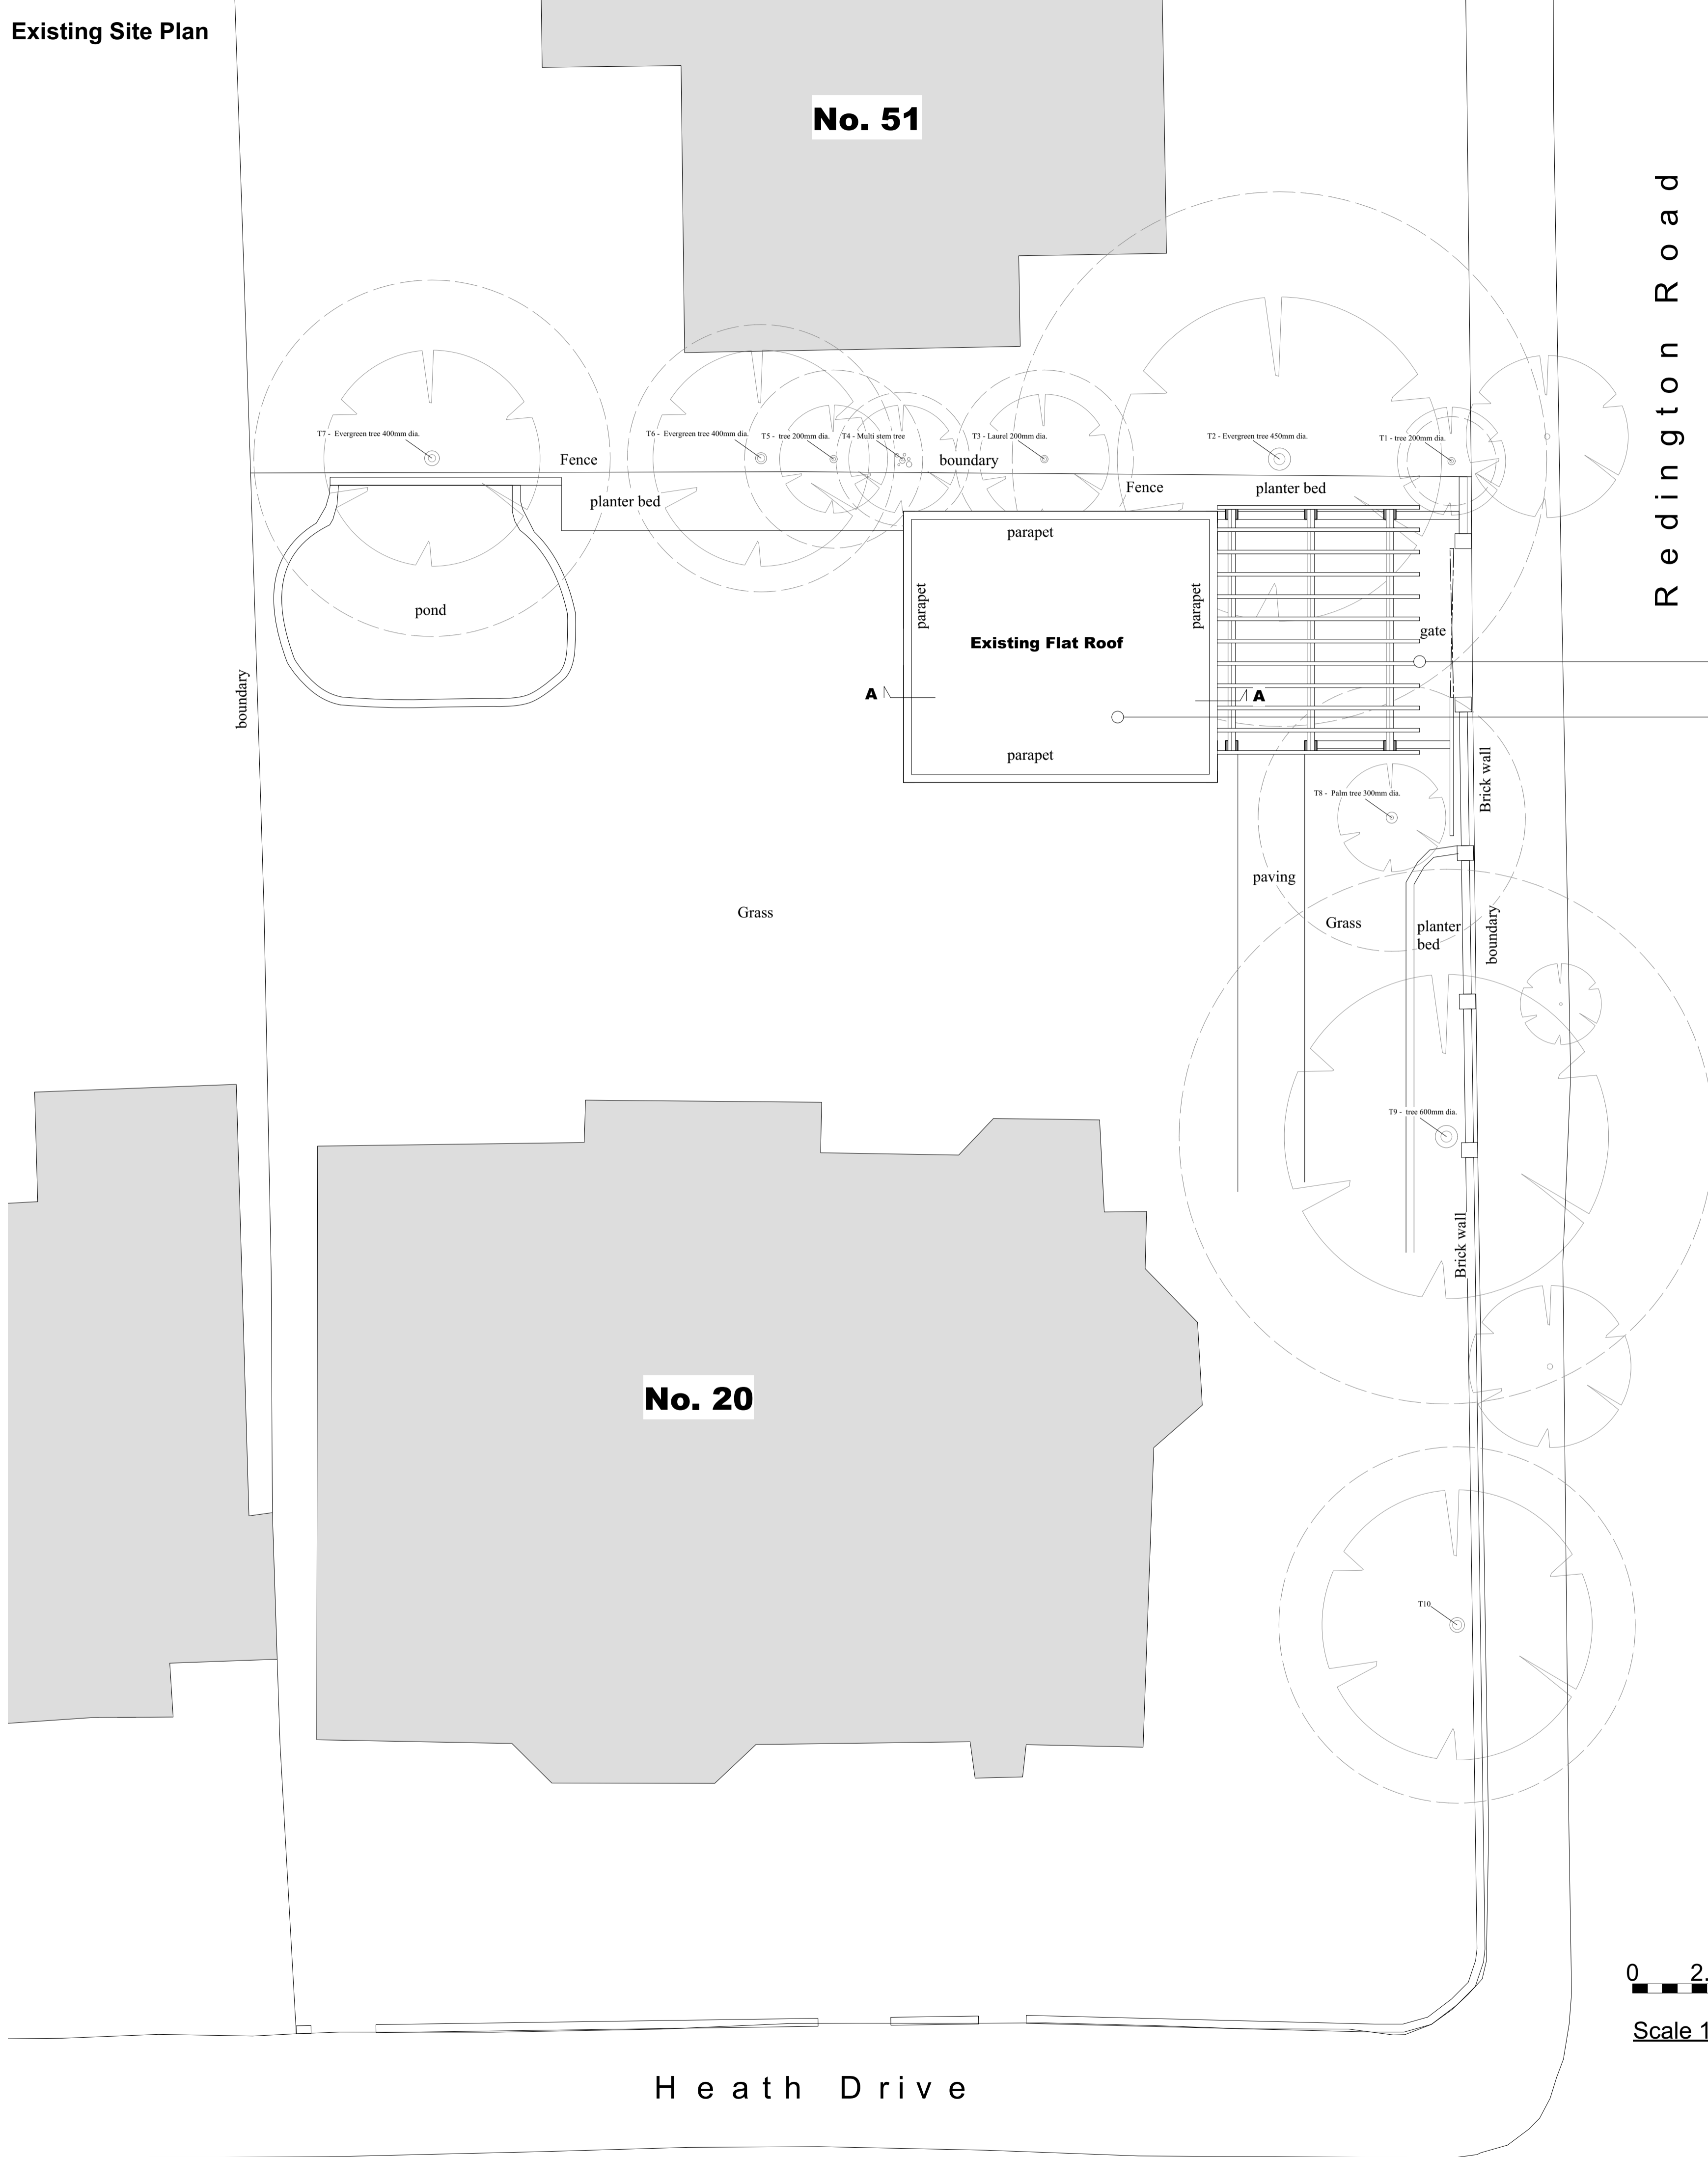 Existing Site Plan
No. 51
Redington Road
T7 - Evergreen tree 400mm dia.
T6 - Evergreen tree 400mm dia.
T5 - tree 200mm dia.
T4 - Multi stem tree
T3 - Laurel 200mm dia.
T2 - Evergreen tree 450mm dia.
T1 - tree 200mm dia.
Fence
boundary
Fence
planter bed
planter bed
parapet
parapet
parapet
pond
gate
Existing Flat Roof
boundary
A
A
parapet
Brick wall
T8 - Palm tree 300mm dia.
paving
Grass
Grass
planter
bed
boundary
T9 - tree 600mm dia.
Brick wall
No. 20
T10
0 2.
Scale 1
Heath Drive